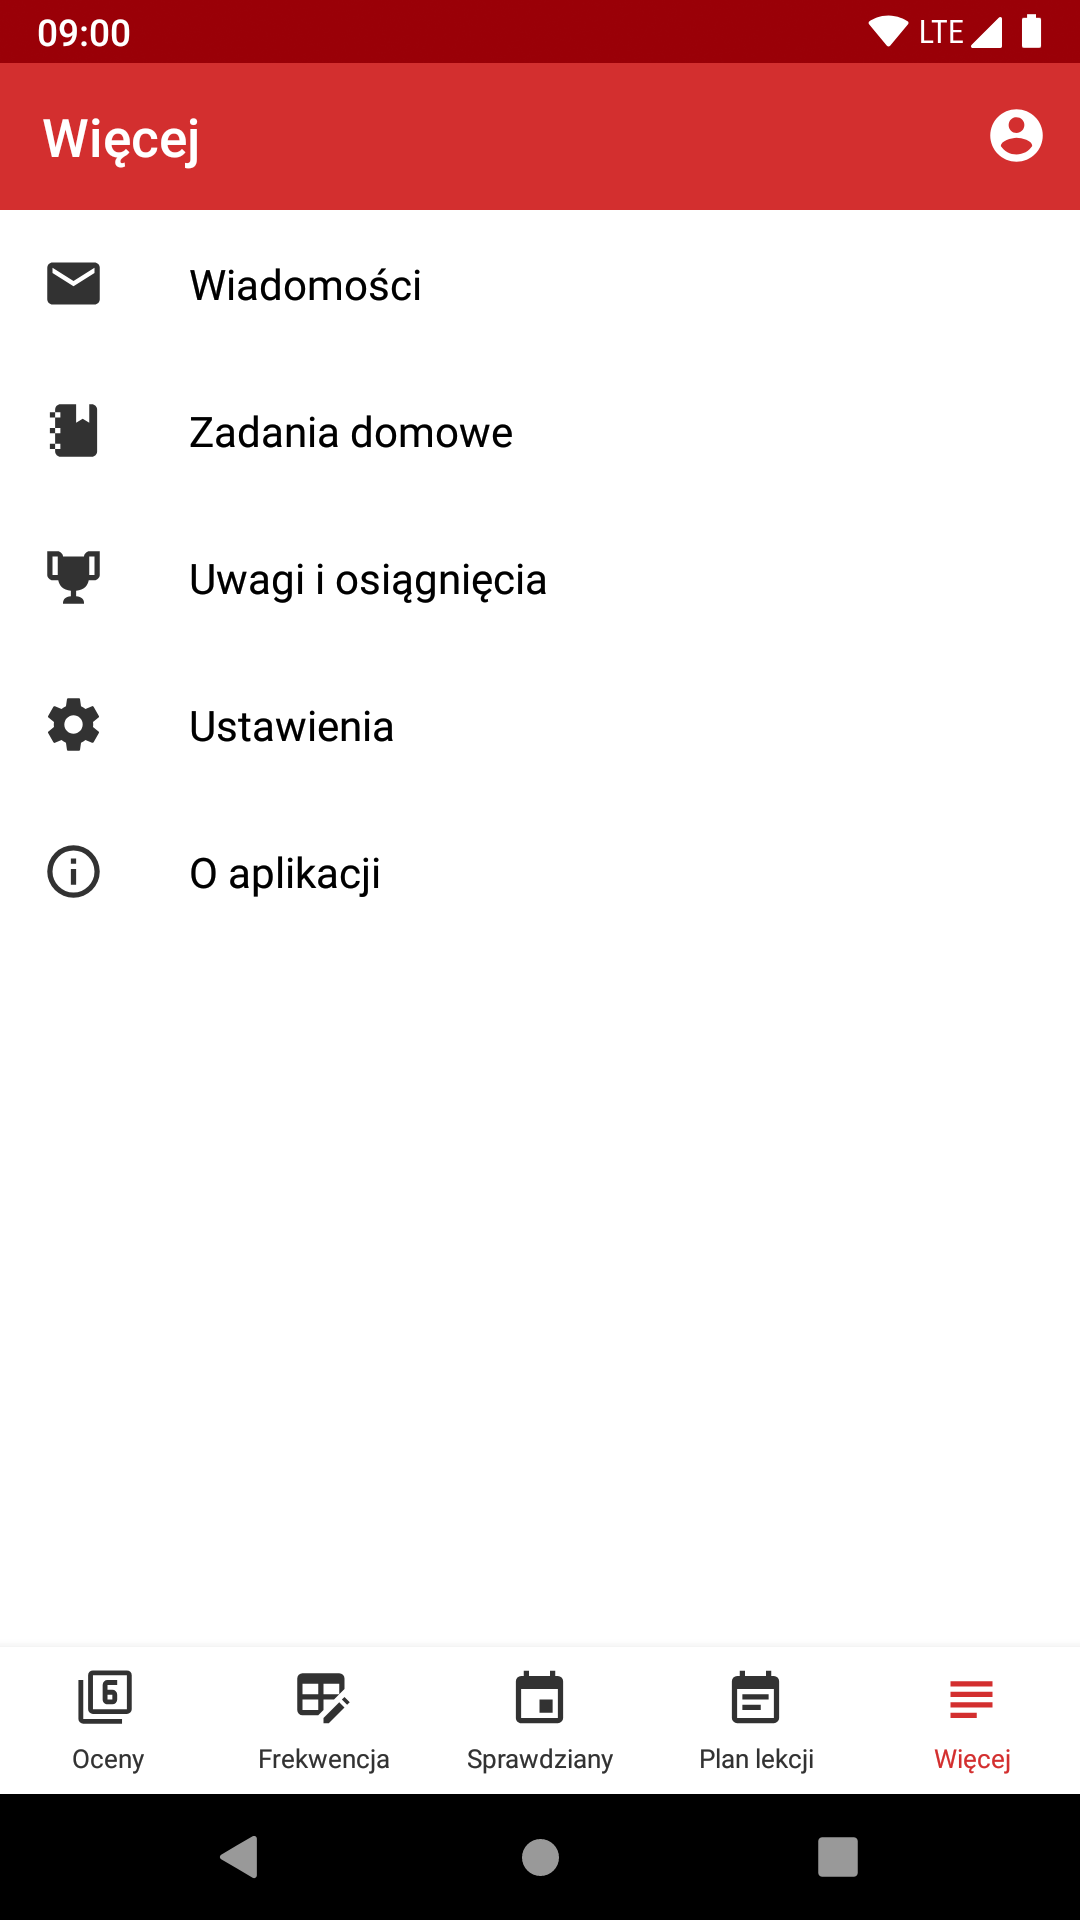 09:00 LTE
Więcej
Wiadomości
Zadania domowe
Uwagi i osiągnięcia
Ustawienia
O aplikacji
6
Oceny Frekwencja Sprawdziany Plan lekcji Więcej